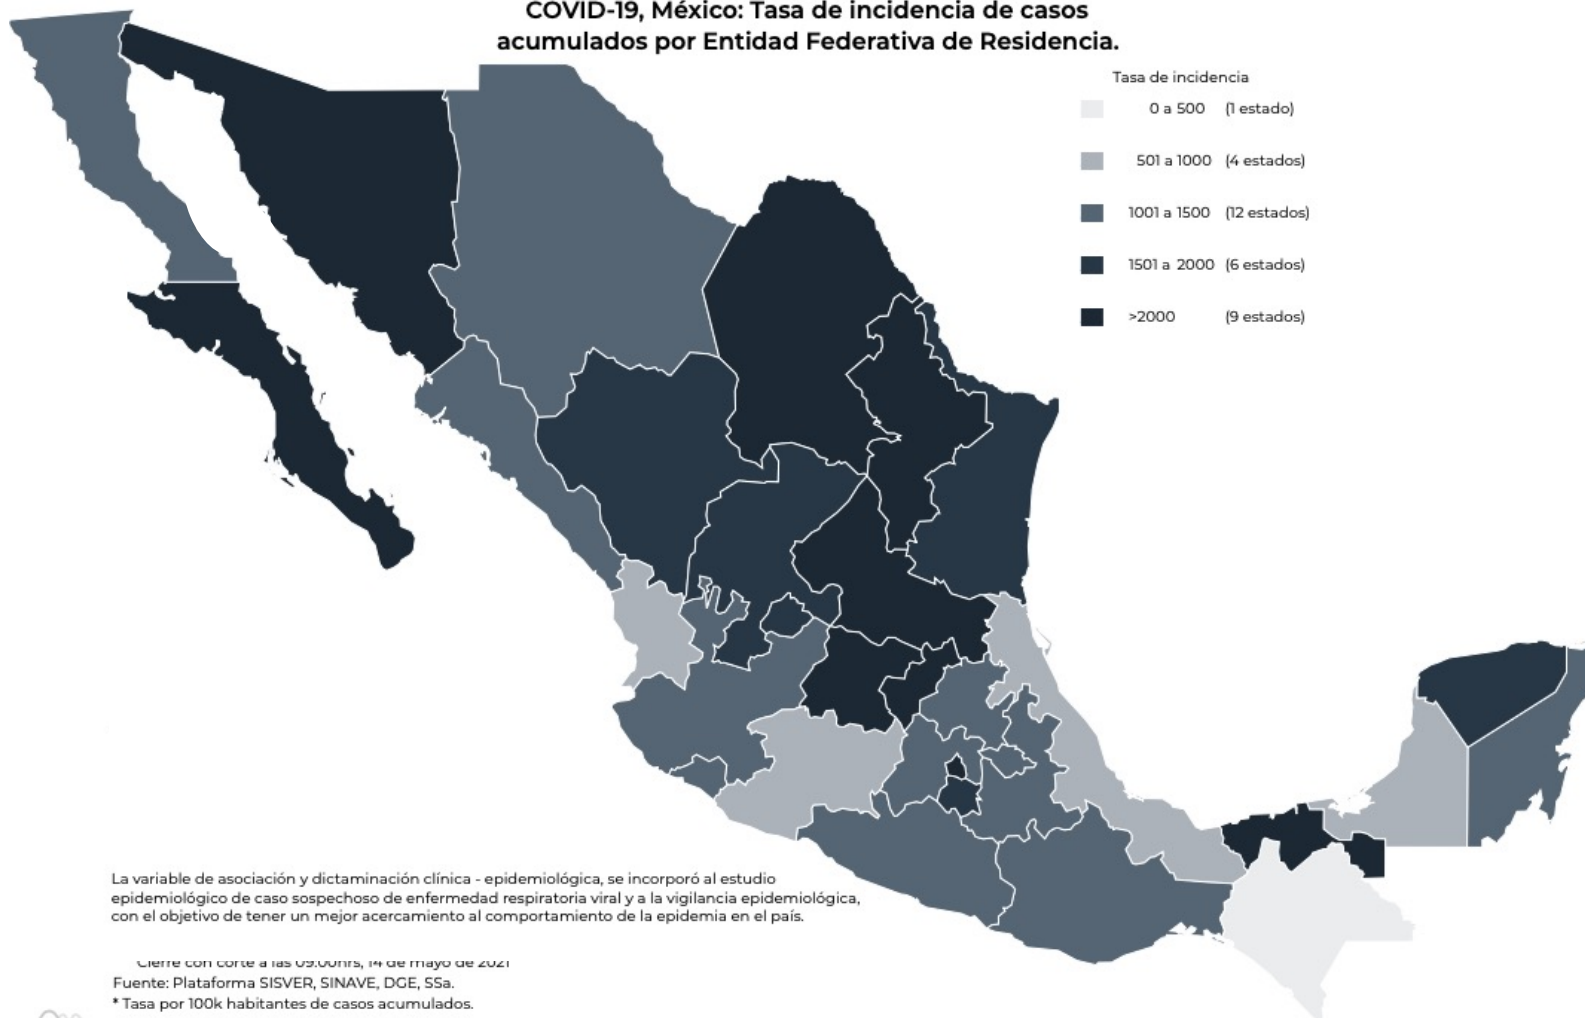 COVID-19, México: Tasa de incidencia de casos
acumulados por Entidad Federativa de Residencia.
Tasa de incidencia
0 a 500 (1 estado)
501 a 1000 (4 estados)
1001 a 1500 (12 estados)
1501 a 2000 (6 estados)
>2000 (9 estados)
La variable de asociación y dictaminación clínica - epidemiológica, se incorporó al estudio
epidemiológico de caso sospechoso de enfermedad respiratoria viral y a la vigilancia epidemiológica,
con el objetivo de tener un mejor acercamiento al comportamiento de la epidemia en el país.
Cierre con corte a las 09:00hrs, 14 de mayo de 2021
Fuente: Plataforma SISVER, SINAVE, DGE, SSa.
* Tasa por 100k habitantes de casos acumulados.